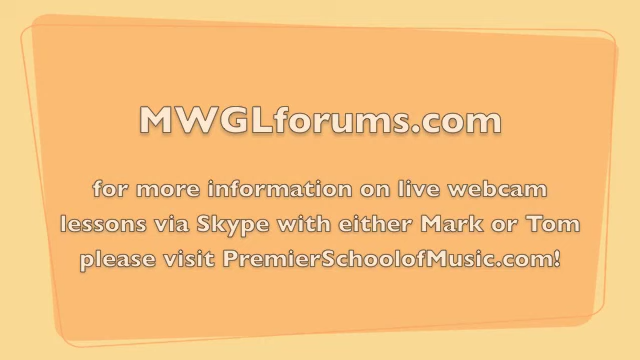 MWGLforums.com
for more information on live webcam
lessons via Skype with either Mark or Tom
please visit PremierSchoolofMusic.com!